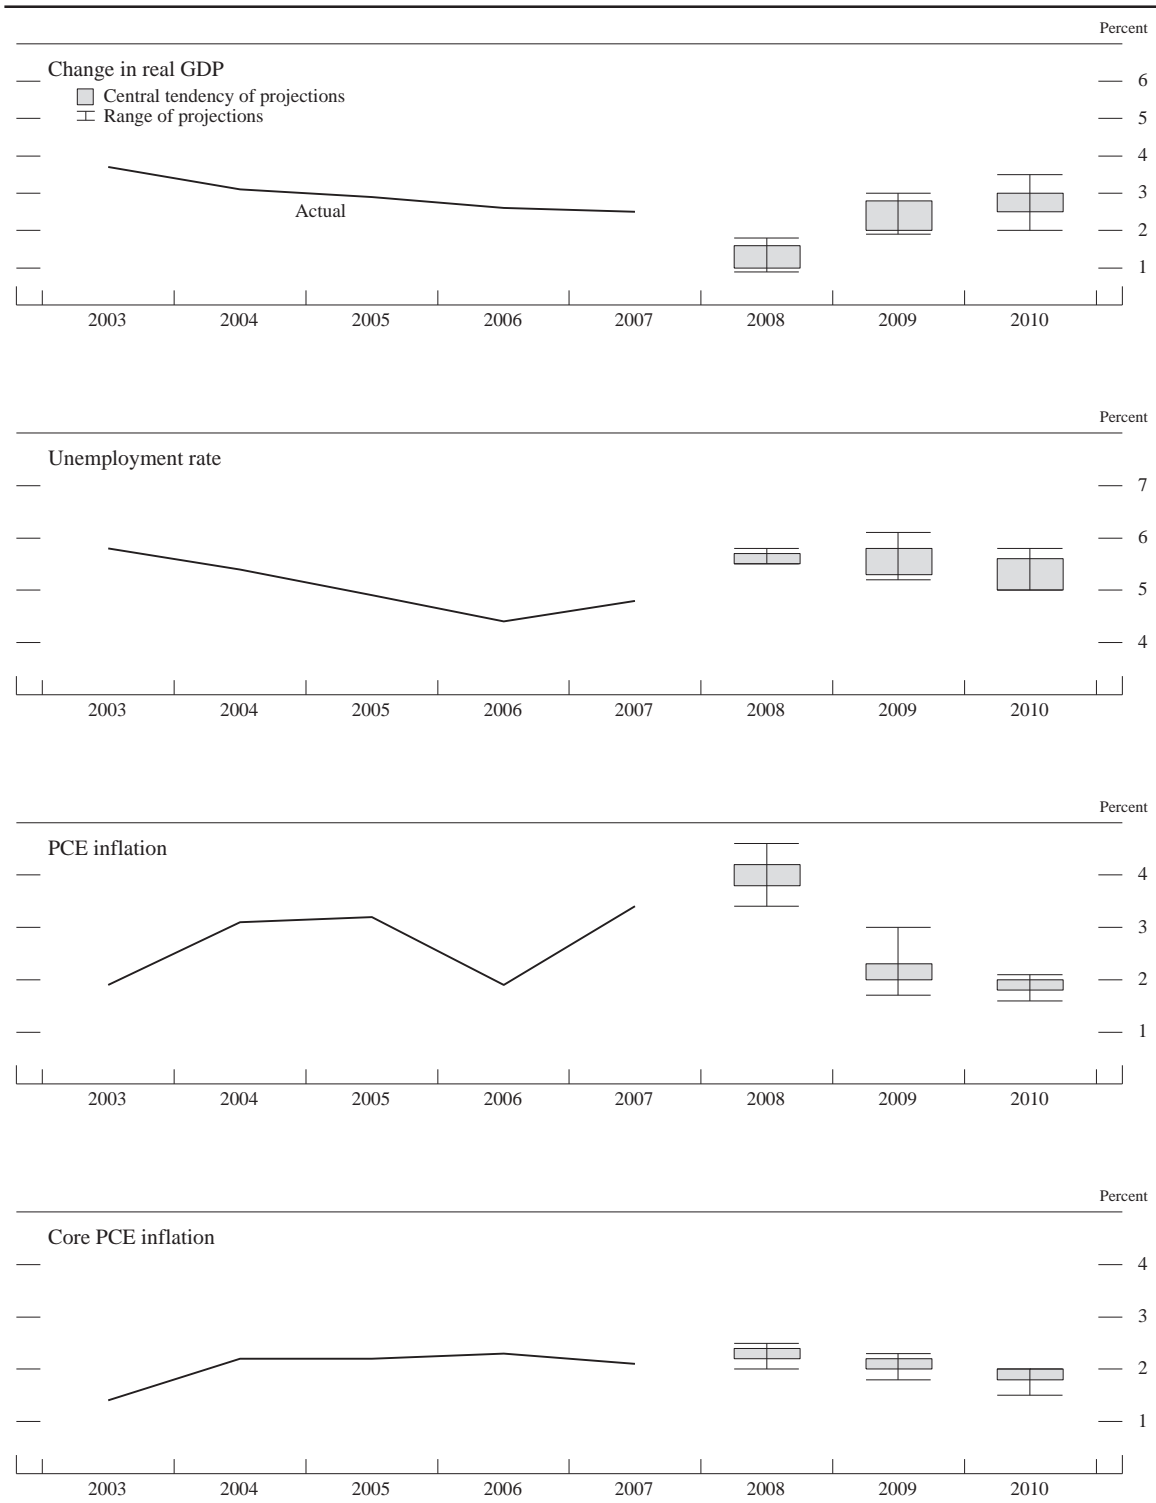 Percent
Change in real GDP
Central tendency of projections
Range of projections
Actual
6
5
4
3
2
1
2003 2004 2005 2006 2007 2008 2009 2010
Percent
Unemployment rate
7
6
5
4
2003 2004 2005 2006 2007 2008 2009 2010
Percent
PCE inflation
4
3
2
1
2003 2004 2005 2006 2007 2008 2009 2010
Percent
Core PCE inflation
4
3
2
1
2003 2004 2005 2006 2007 2008 2009 2010